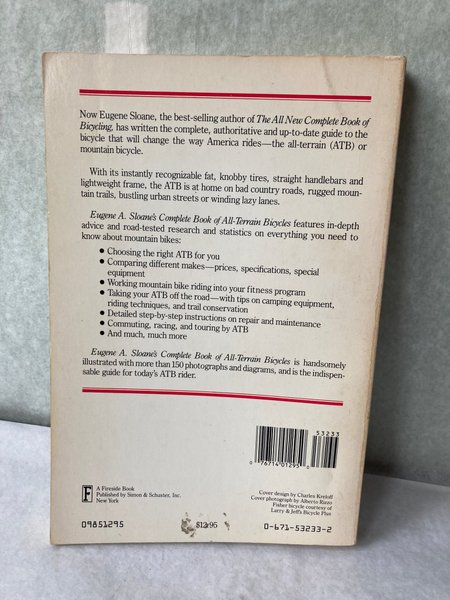 Now Eugene Sloane, the best-selling author of The All New Complete Book of
Bicycling, has written the complete, authoritative and up-to-date guide to the
bicycle that will change the way America rides—the all-terrain (ATB) or
mountain bicycle.
With its instantly recognizable fat, knobby tires, straight handlebars and
lightweight frame, the ATB is at home on bad country roads, rugged moun-
tain trails, bustling urban streets or winding lazy lanes.
Eugene A. Sloane's Complete Book of All-Terrain Bicycles features in-depth
advice and road-tested research and statistics on everything you need to
know about mountain bikes:
● Choosing the right ATB for you
● Comparing different makes—prices, specifications, special
equipment
● Working mountain bike riding into your fitness program
● Taking your ATB off the road—with tips on camping equipment,
riding techniques, and trail conservation
● Detailed step-by-step instructions on repair and maintenance
● Commuting, racing, and touring by ATB
● And much, much more
Eugene A. Sloane's Complete Book of All-Terrain Bicycles is handsomely
illustrated with more than 150 photographs and diagrams, and is the indispen-
sable guide for today's ATB rider.
53233
0 76714 01295
F
A Fireside Book
Published by Simon & Schuster, Inc.
New York
Cover design by Charles Kreloff
Cover photograph by Alberto Rizzo
Fisher bicycle courtesy of
Larry & Jeff's Bicycle Plus
09851295
$12.95
0-671-53233-2